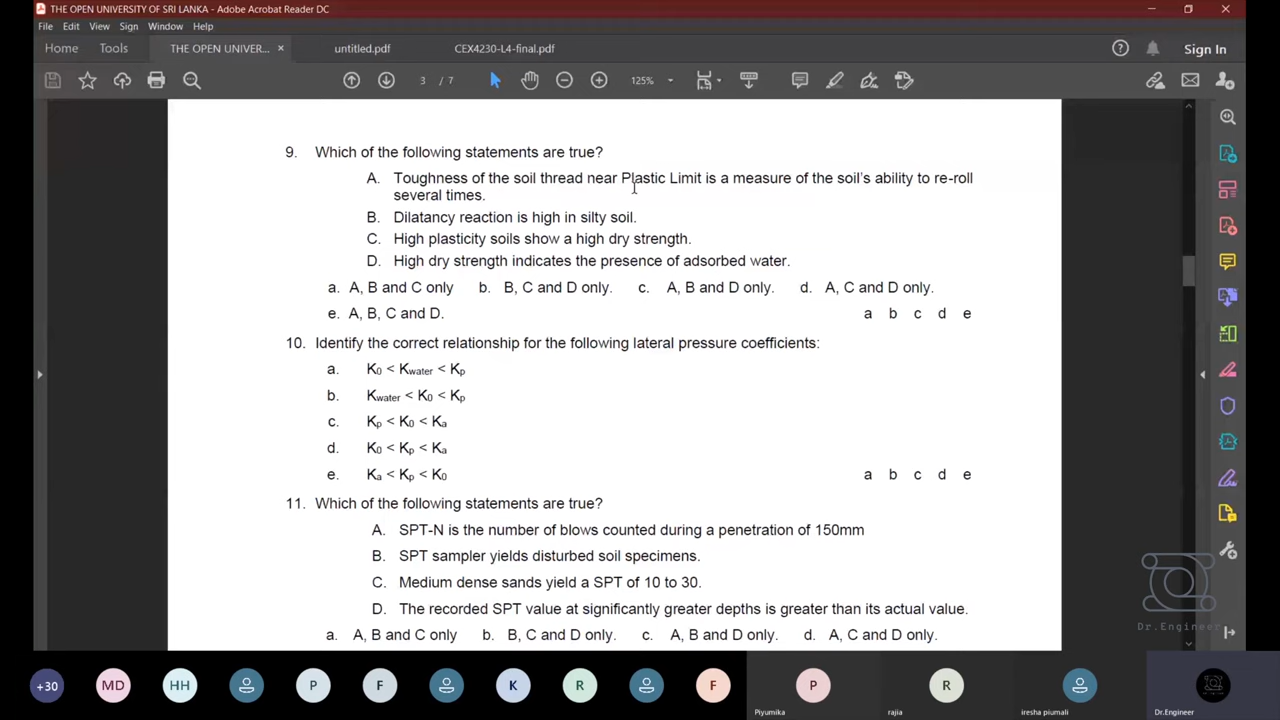 THE OPEN UNIVERSITY OF SRI LANKA - Adobe Acrobat Reader DC
File Edit View Sign Window Help
Home Tools THE OPEN UNIVER... × untitled.pdf CEX4230-L4-final.pdf Sign In
3 / 7 125%
9. Which of the following statements are true?
A. Toughness of the soil thread near Plastic Limit is a measure of the soil's ability to re-roll
several times.
B. Dilatancy reaction is high in silty soil.
C. High plasticity soils show a high dry strength.
D. High dry strength indicates the presence of adsorbed water.
a. A, B and C only b. B, C and D only. c. A, B and D only. d. A, C and D only.
e. A, B, C and D. a b c d e
10. Identify the correct relationship for the following lateral pressure coefficients:
a. K0 < Kwater < Kp
b. Kwater < K0 < Kp
c. Kp < K0 < Ka
d. K0 < Kp < Ka
e. Ka < Kp < K0 a b c d e
11. Which of the following statements are true?
A. SPT-N is the number of blows counted during a penetration of 150mm
B. SPT sampler yields disturbed soil specimens.
C. Medium dense sands yield a SPT of 10 to 30.
D. The recorded SPT value at significantly greater depths is greater than its actual value.
a. A, B and C only b. B, C and D only. c. A, B and D only. d. A, C and D only.
Dr.Engineer
+30 MD HH P F K R F P R
Piyumika rajia iresha piumali Dr.Engineer